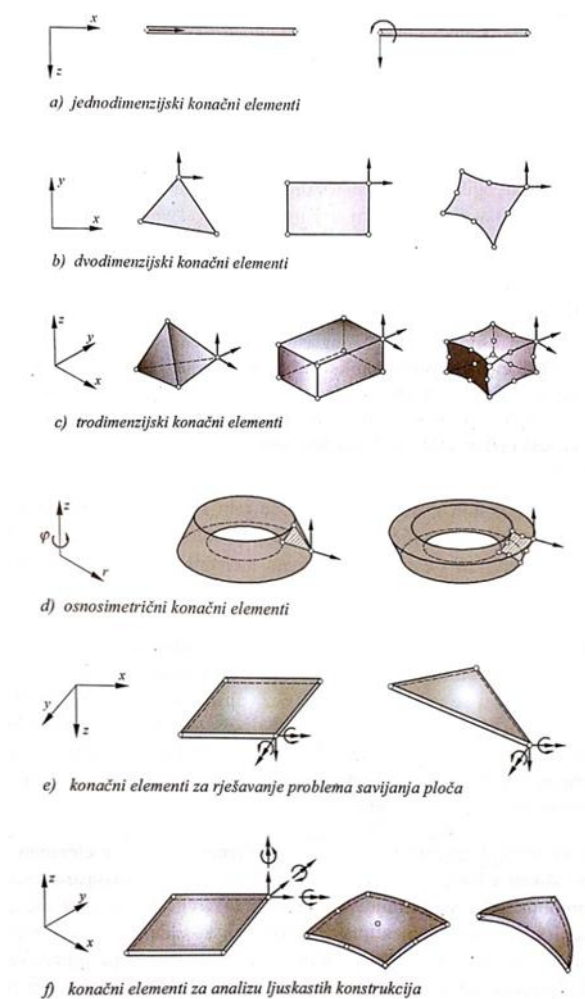 x
z
a) jednodimenzijski konačni elementi
y
x
b) dvodimenzijski konačni elementi
z
y
x
c) trodimenzijski konačni elementi
z
φ
r
d) osnosimetrični konačni elementi
x
y
z
e) konačni elementi za rješavanje problema savijanja ploča
z
y
x
f) konačni elementi za analizu ljuskastih konstrukcija